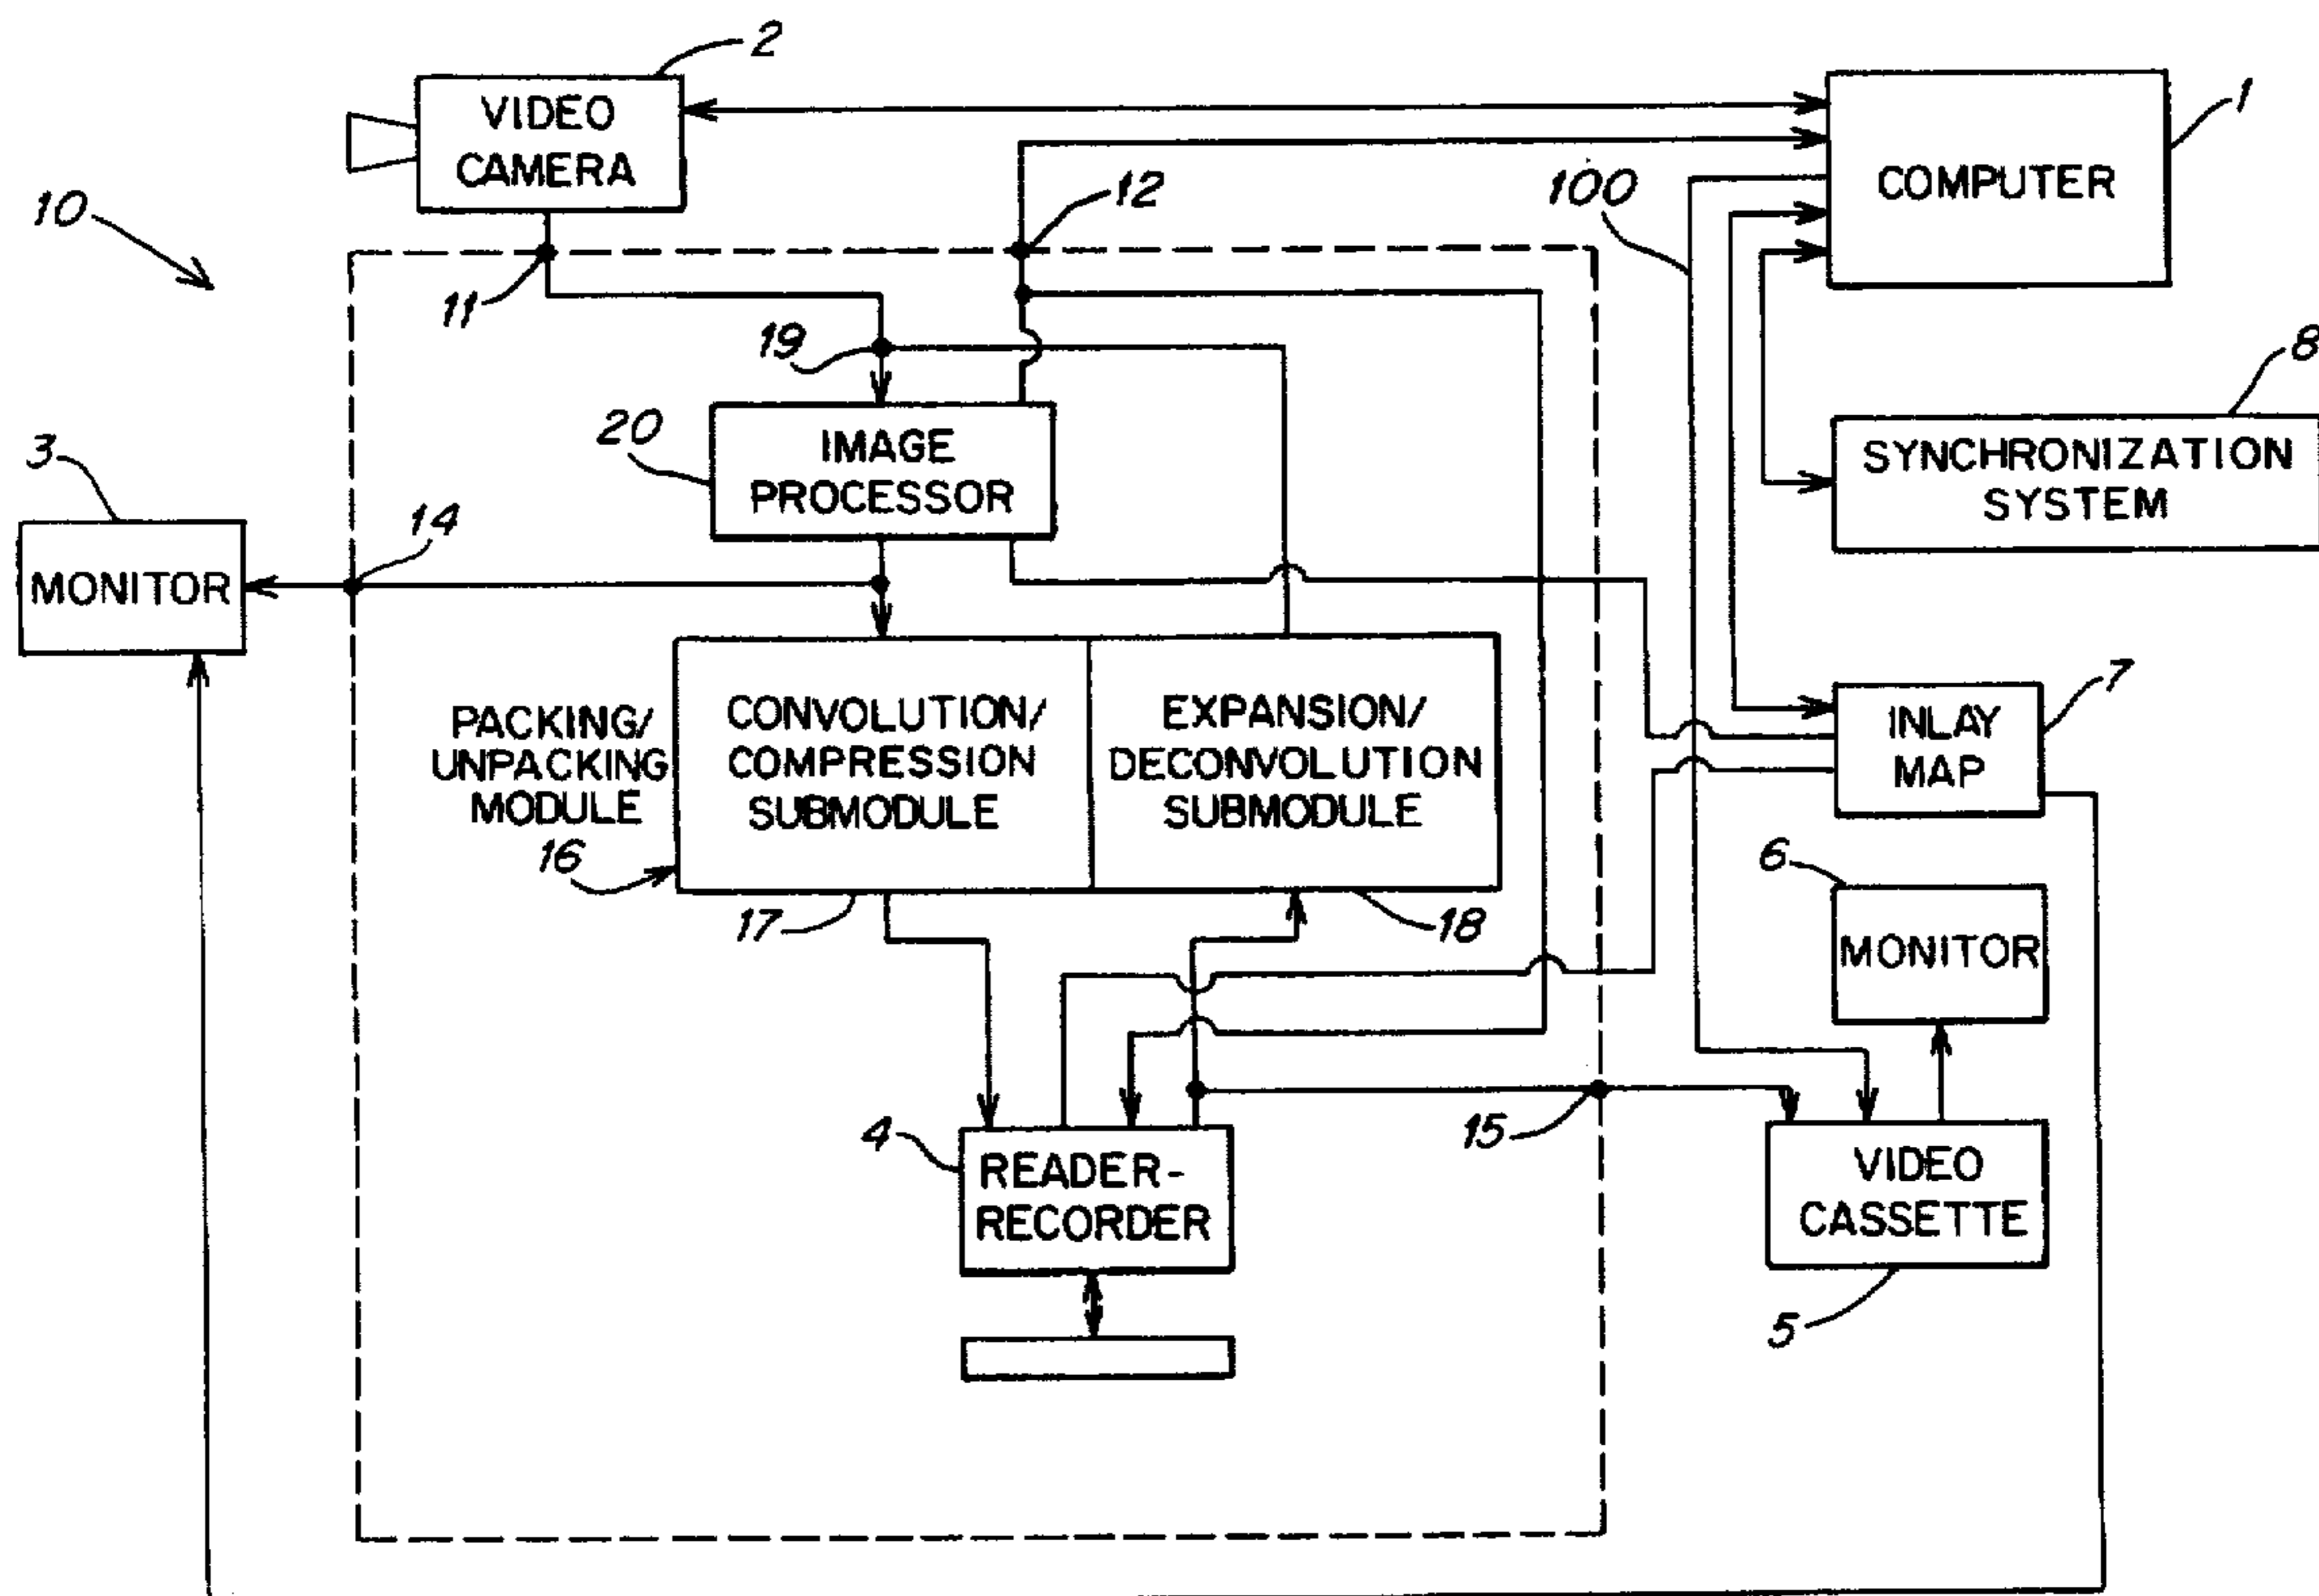 2
VIDEO
CAMERA
1
COMPUTER
10
11
12
100
19
8
SYNCHRONIZATION
SYSTEM
20
IMAGE
PROCESSOR
3
MONITOR
14
PACKING/
UNPACKING
MODULE
16
CONVOLUTION/
COMPRESSION
SUBMODULE
17
EXPANSION/
DECONVOLUTION
SUBMODULE
18
7
INLAY
MAP
6
MONITOR
4
READER-
RECORDER
15
VIDEO
CASSETTE
5